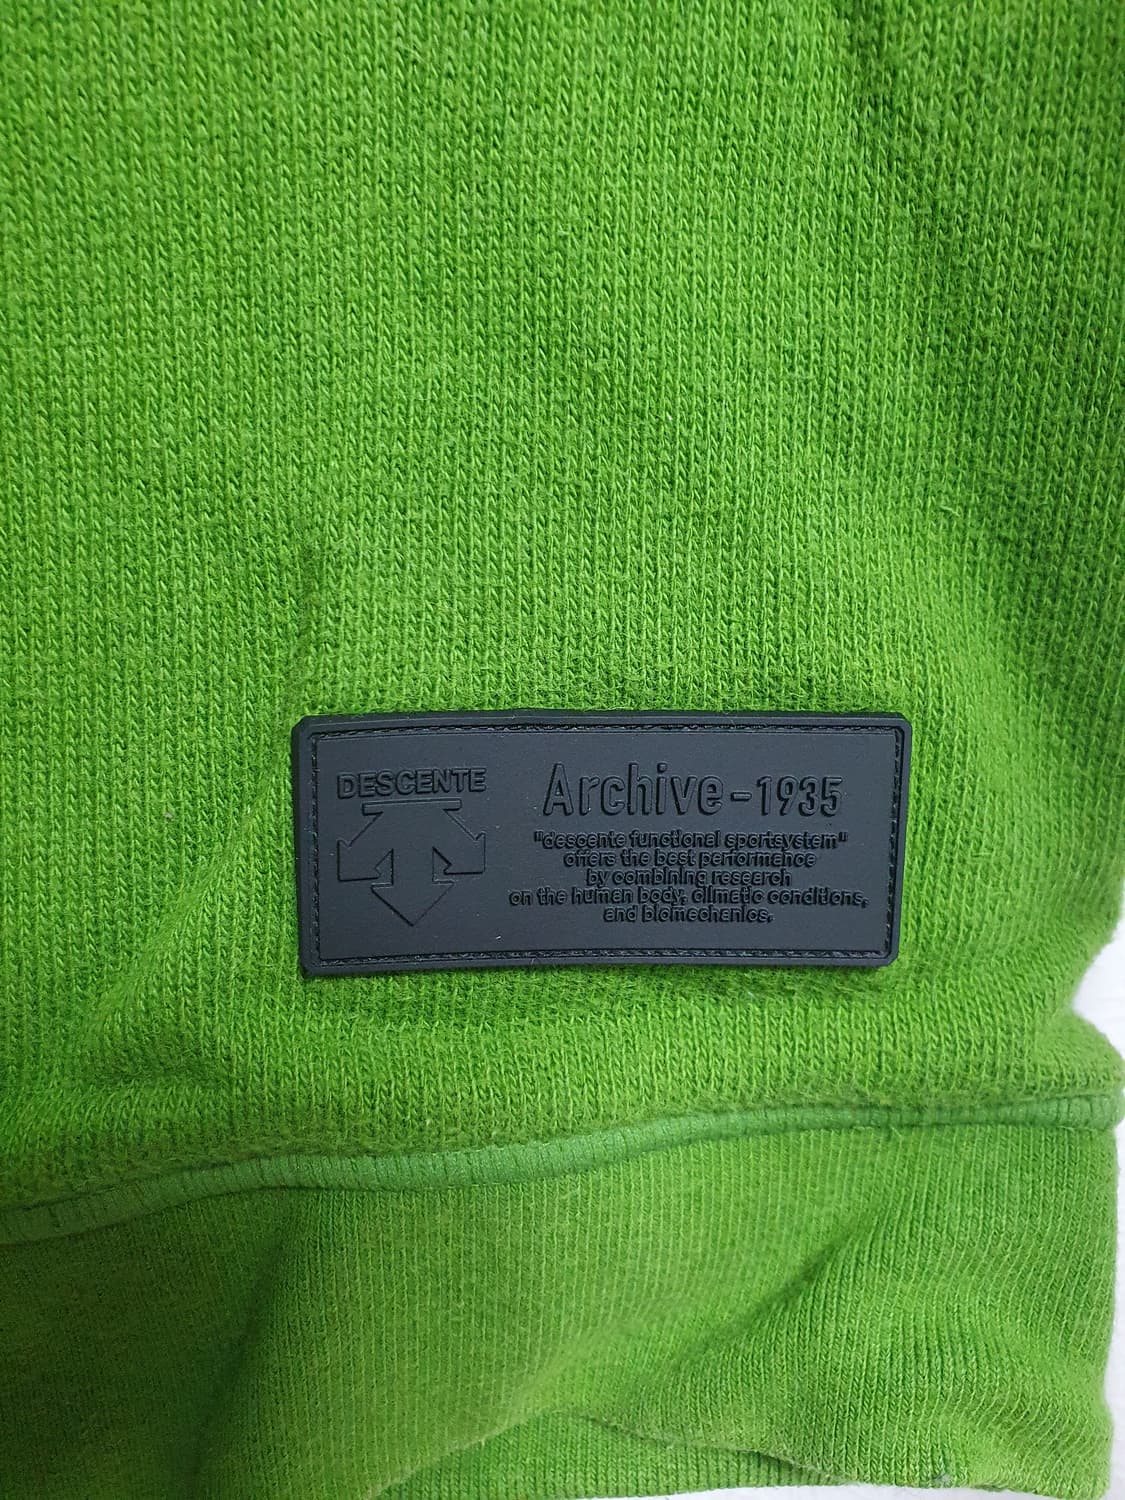 DESCENTE
Archive-1935
"descente functional sportsystem"
offers the best performance
by combining research
on the human body, climatic conditions,
and biomechanics.